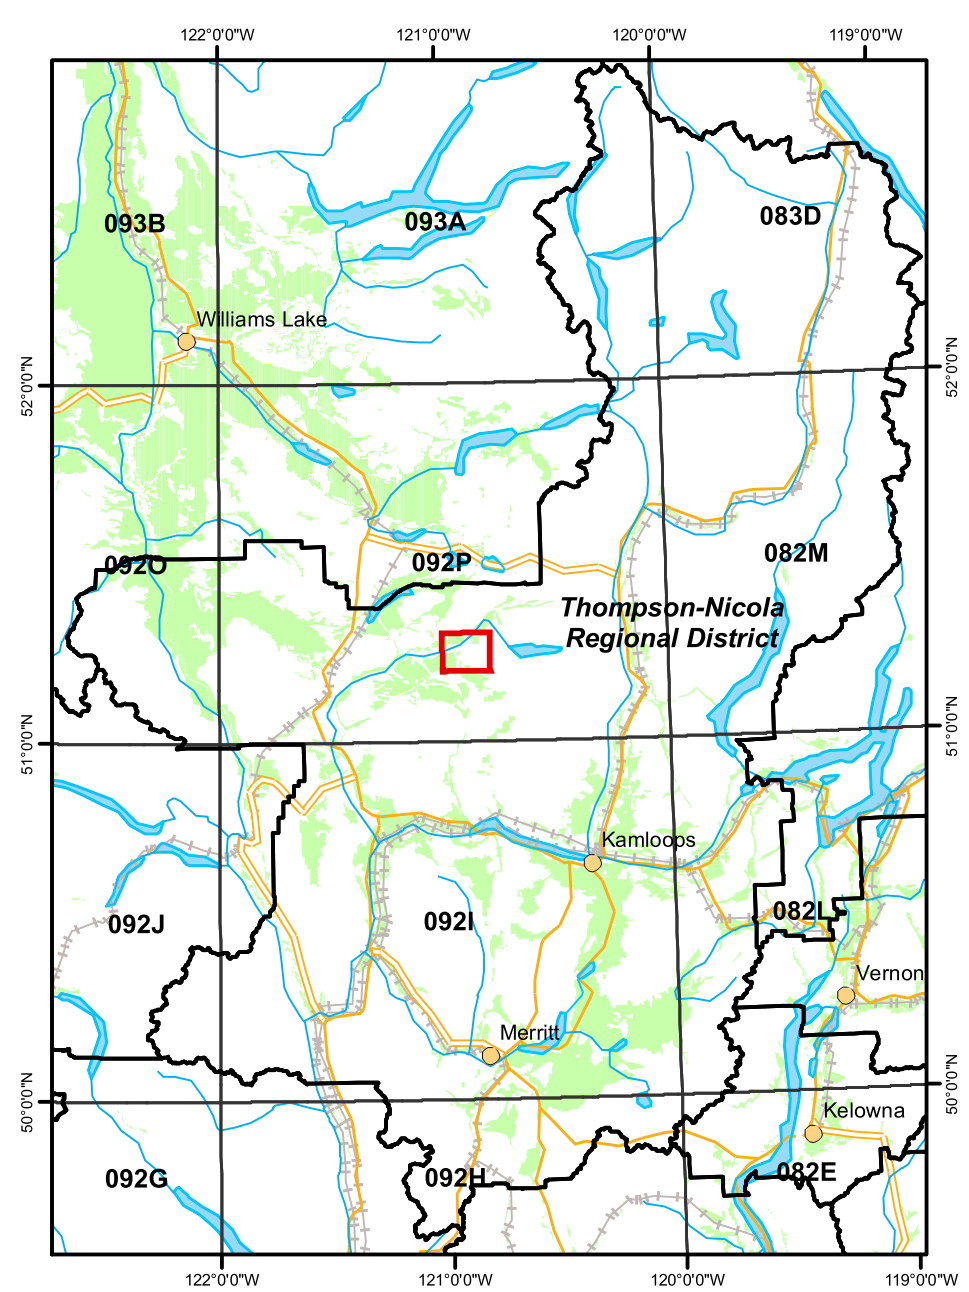 122°0'0"W
121°0'0"W
120°0'0"W
119°0'0"W
093B
093A
083D
Williams Lake
52°0'0"N
52°0'0"N
092O
092P
082M
Thompson-Nicola
Regional District
51°0'0"N
51°0'0"N
Kamloops
092J
092I
082L
Vernon
Merritt
50°0'0"N
50°0'0"N
Kelowna
092G
092H
082E
122°0'0"W
121°0'0"W
120°0'0"W
119°0'0"W